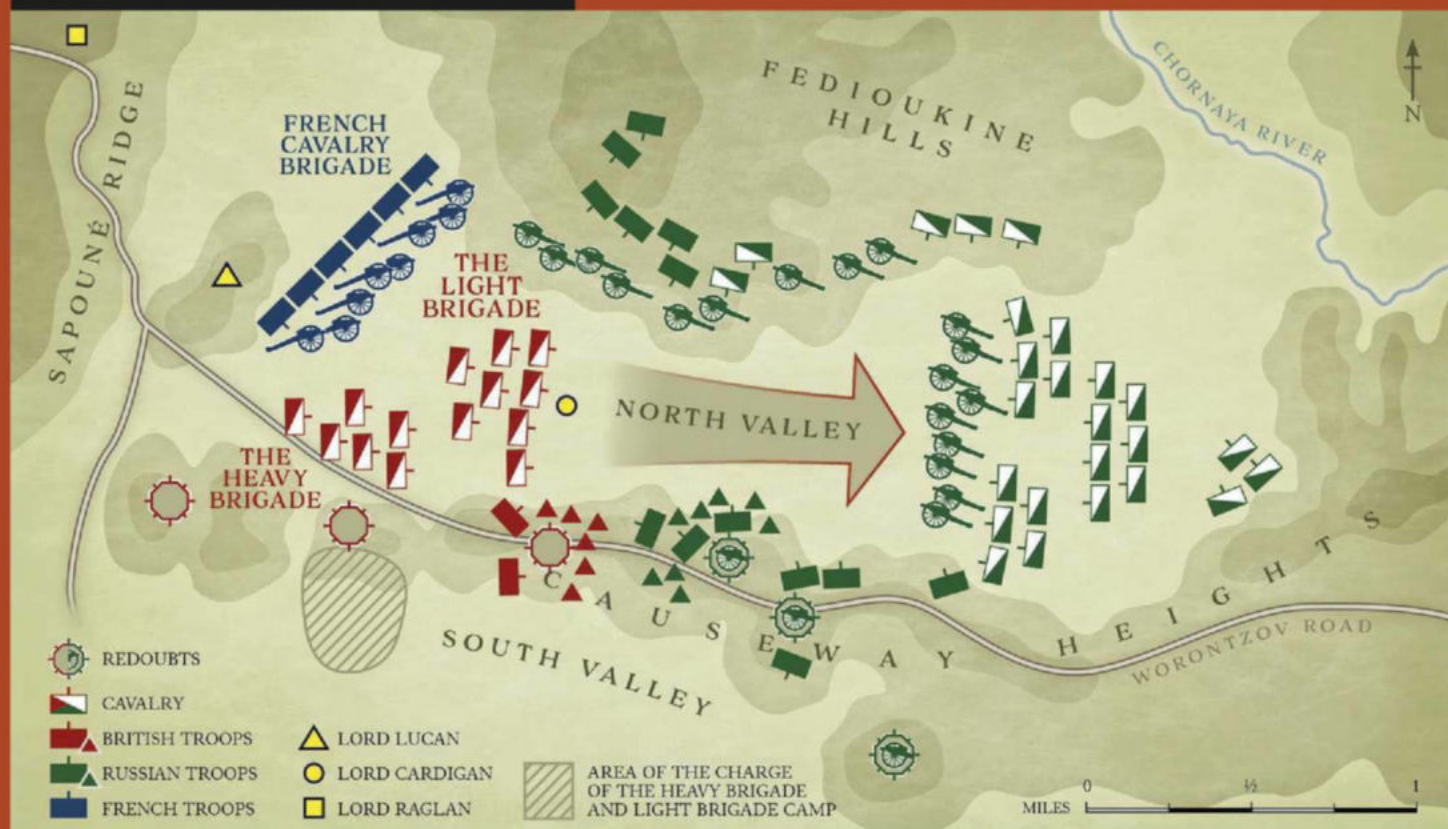 FEDIOUKINE
HILLS
CHORNAYA RIVER
N
SAPOUNÉ RIDGE
FRENCH
CAVALRY
BRIGADE
THE
LIGHT
BRIGADE
NORTH VALLEY
THE
HEAVY
BRIGADE
CAUSEWAY HEIGHTS
SOUTH VALLEY
WORONTZOV ROAD
REDOUBTS
CAVALRY
BRITISH TROOPS
RUSSIAN TROOPS
FRENCH TROOPS
LORD LUCAN
LORD CARDIGAN
LORD RAGLAN
AREA OF THE CHARGE
OF THE HEAVY BRIGADE
AND LIGHT BRIGADE CAMP
0 ½ 1
MILES